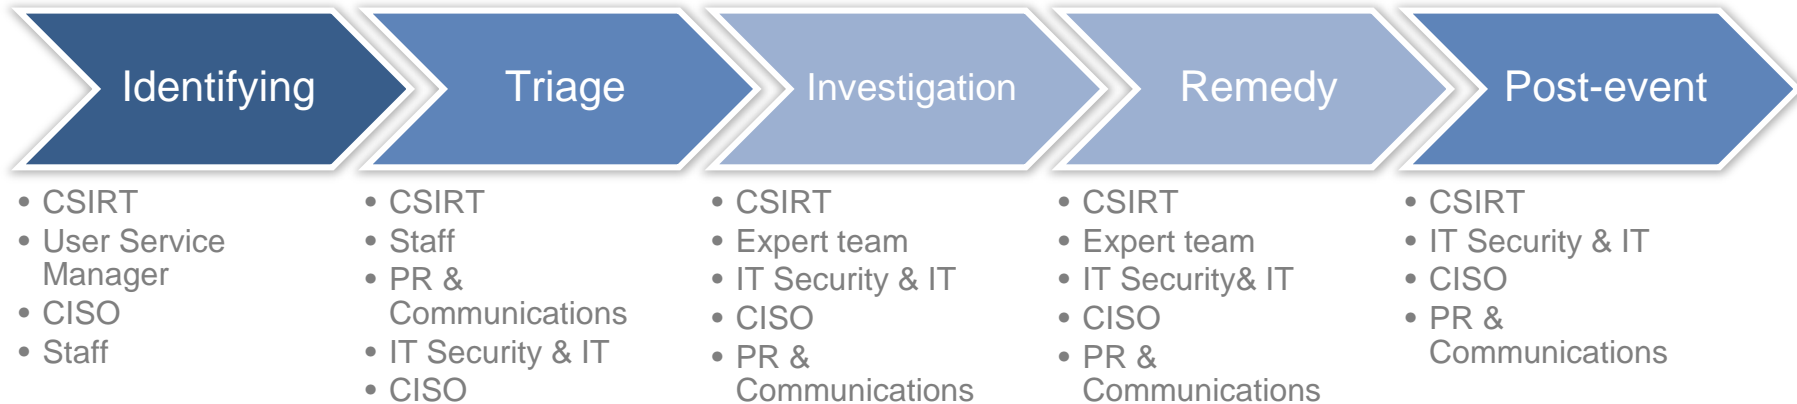 Identifying
Triage
Investigation
Remedy
Post-event
• CSIRT
• User Service
Manager
• CISO
• Staff
• CSIRT
• Staff
• PR &
Communications
• IT Security & IT
• CISO
• CSIRT
• Expert team
• IT Security & IT
• CISO
• PR &
Communications
• CSIRT
• Expert team
• IT Security& IT
• CISO
• PR &
Communications
• CSIRT
• IT Security & IT
• CISO
• PR &
Communications